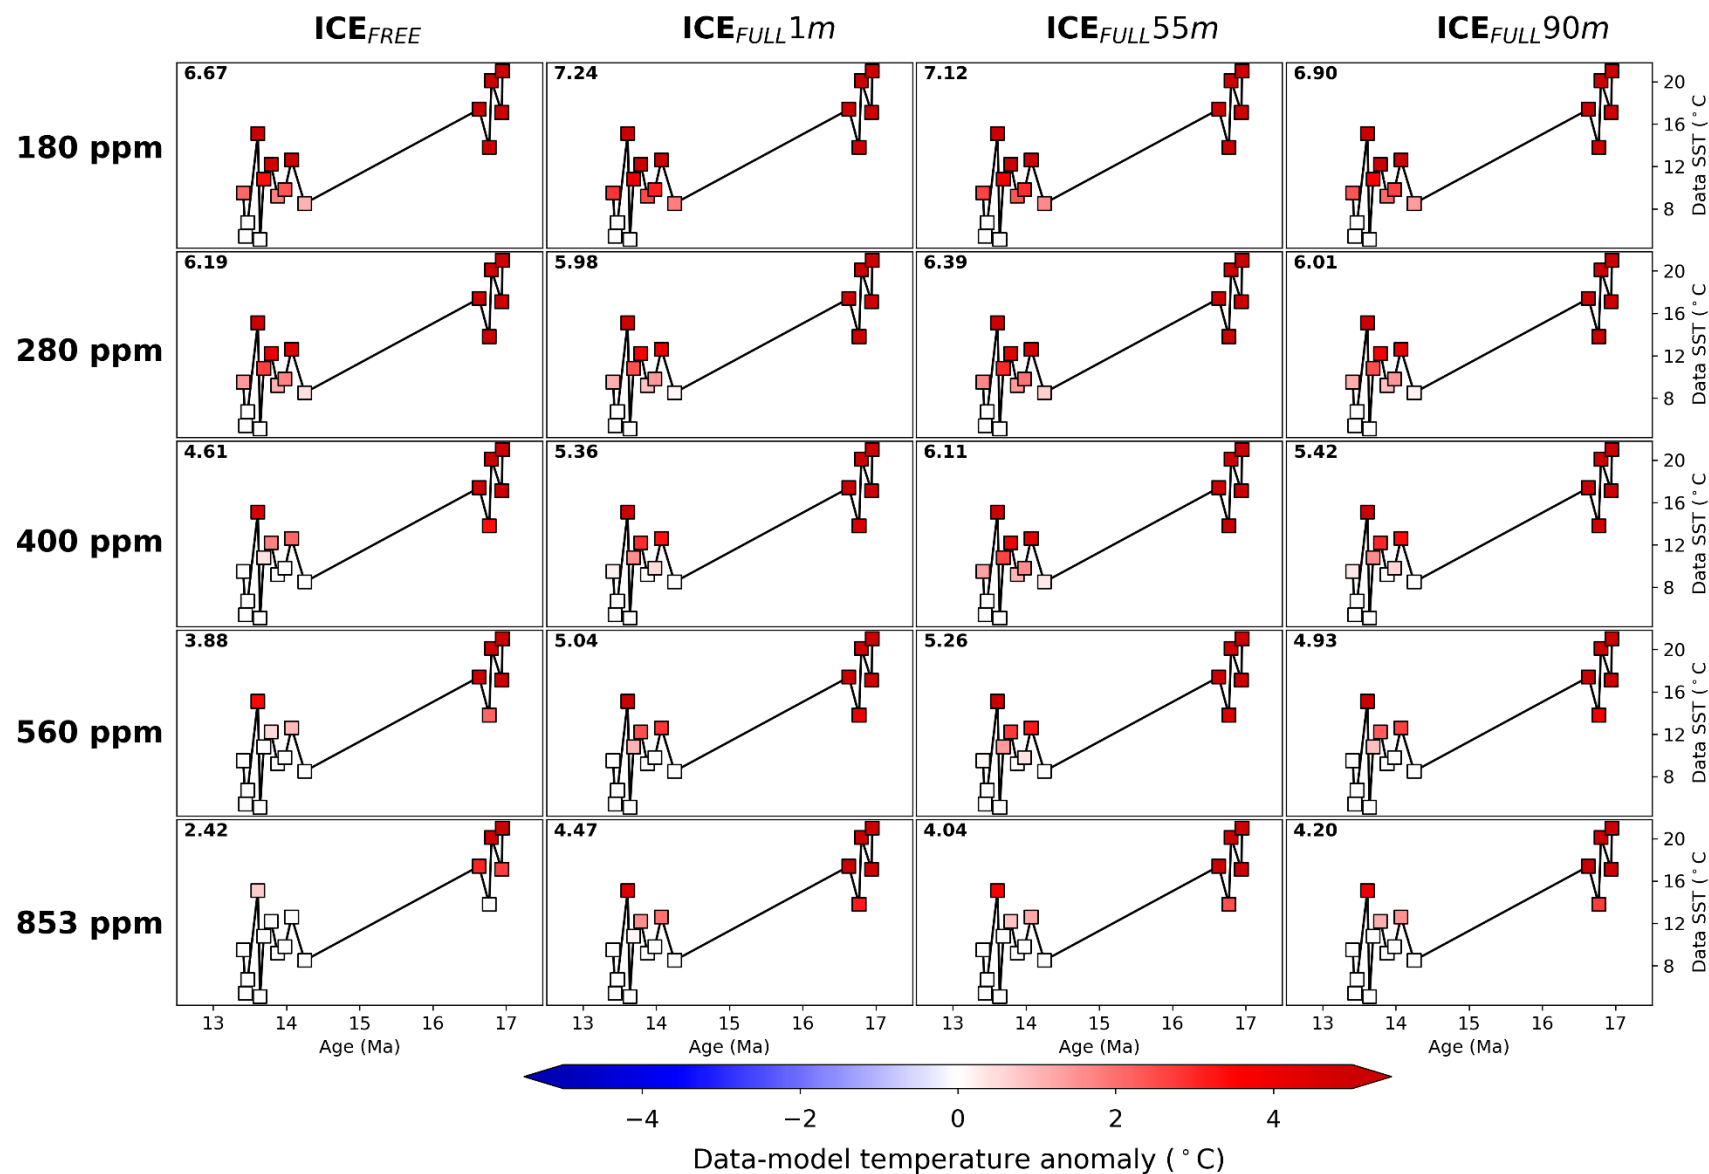 ICE_FREE ICE_FULL1m ICE_FULL55m ICE_FULL90m
180 ppm
6.67 7.24 7.12 6.90
20
16
12
8
Data SST (°C
280 ppm
6.19 5.98 6.39 6.01
20
16
12
8
Data SST (°C
400 ppm
4.61 5.36 6.11 5.42
20
16
12
8
Data SST (°C
560 ppm
3.88 5.04 5.26 4.93
20
16
12
8
Data SST (°C
853 ppm
2.42 4.47 4.04 4.20
20
16
12
8
Data SST (°C
13 14 15 16 17 13 14 15 16 17 13 14 15 16 17 13 14 15 16 17
Age (Ma) Age (Ma) Age (Ma) Age (Ma)
−4 −2 0 2 4
Data-model temperature anomaly (°C)